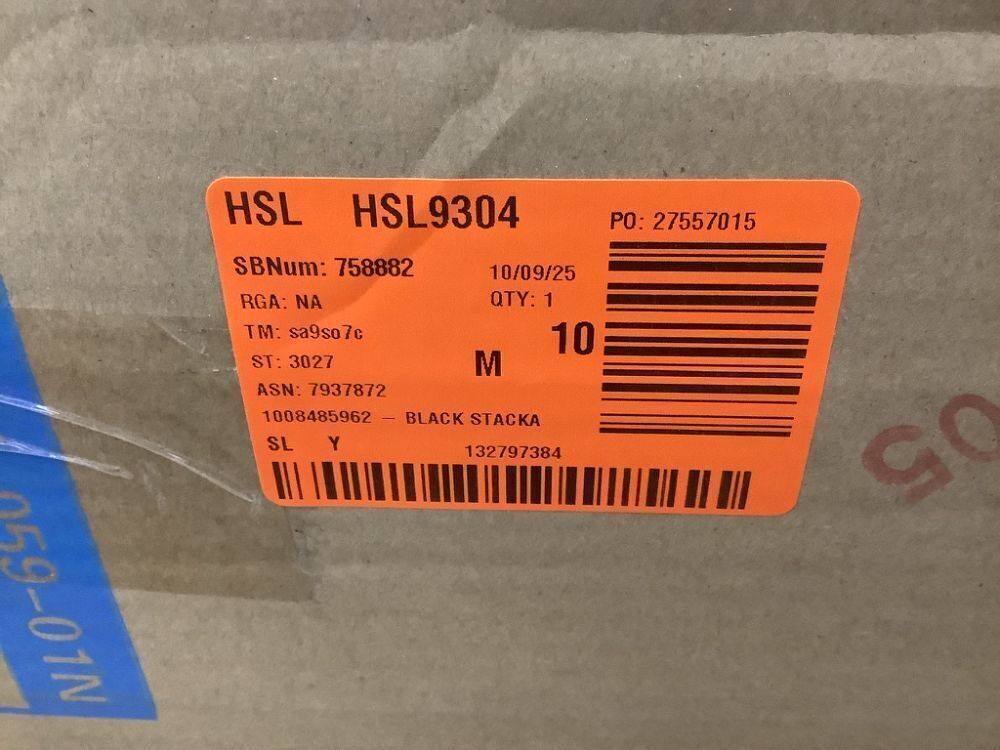 HSL HSL9304
PO: 27557015
SBNum: 758882
10/09/25
RGA: NA
QTY: 1
TM: sa9so7c
10
ST: 3027
M
ASN: 7937872
1008485962 – BLACK STACKA
SL Y
132797384
059-01N
05